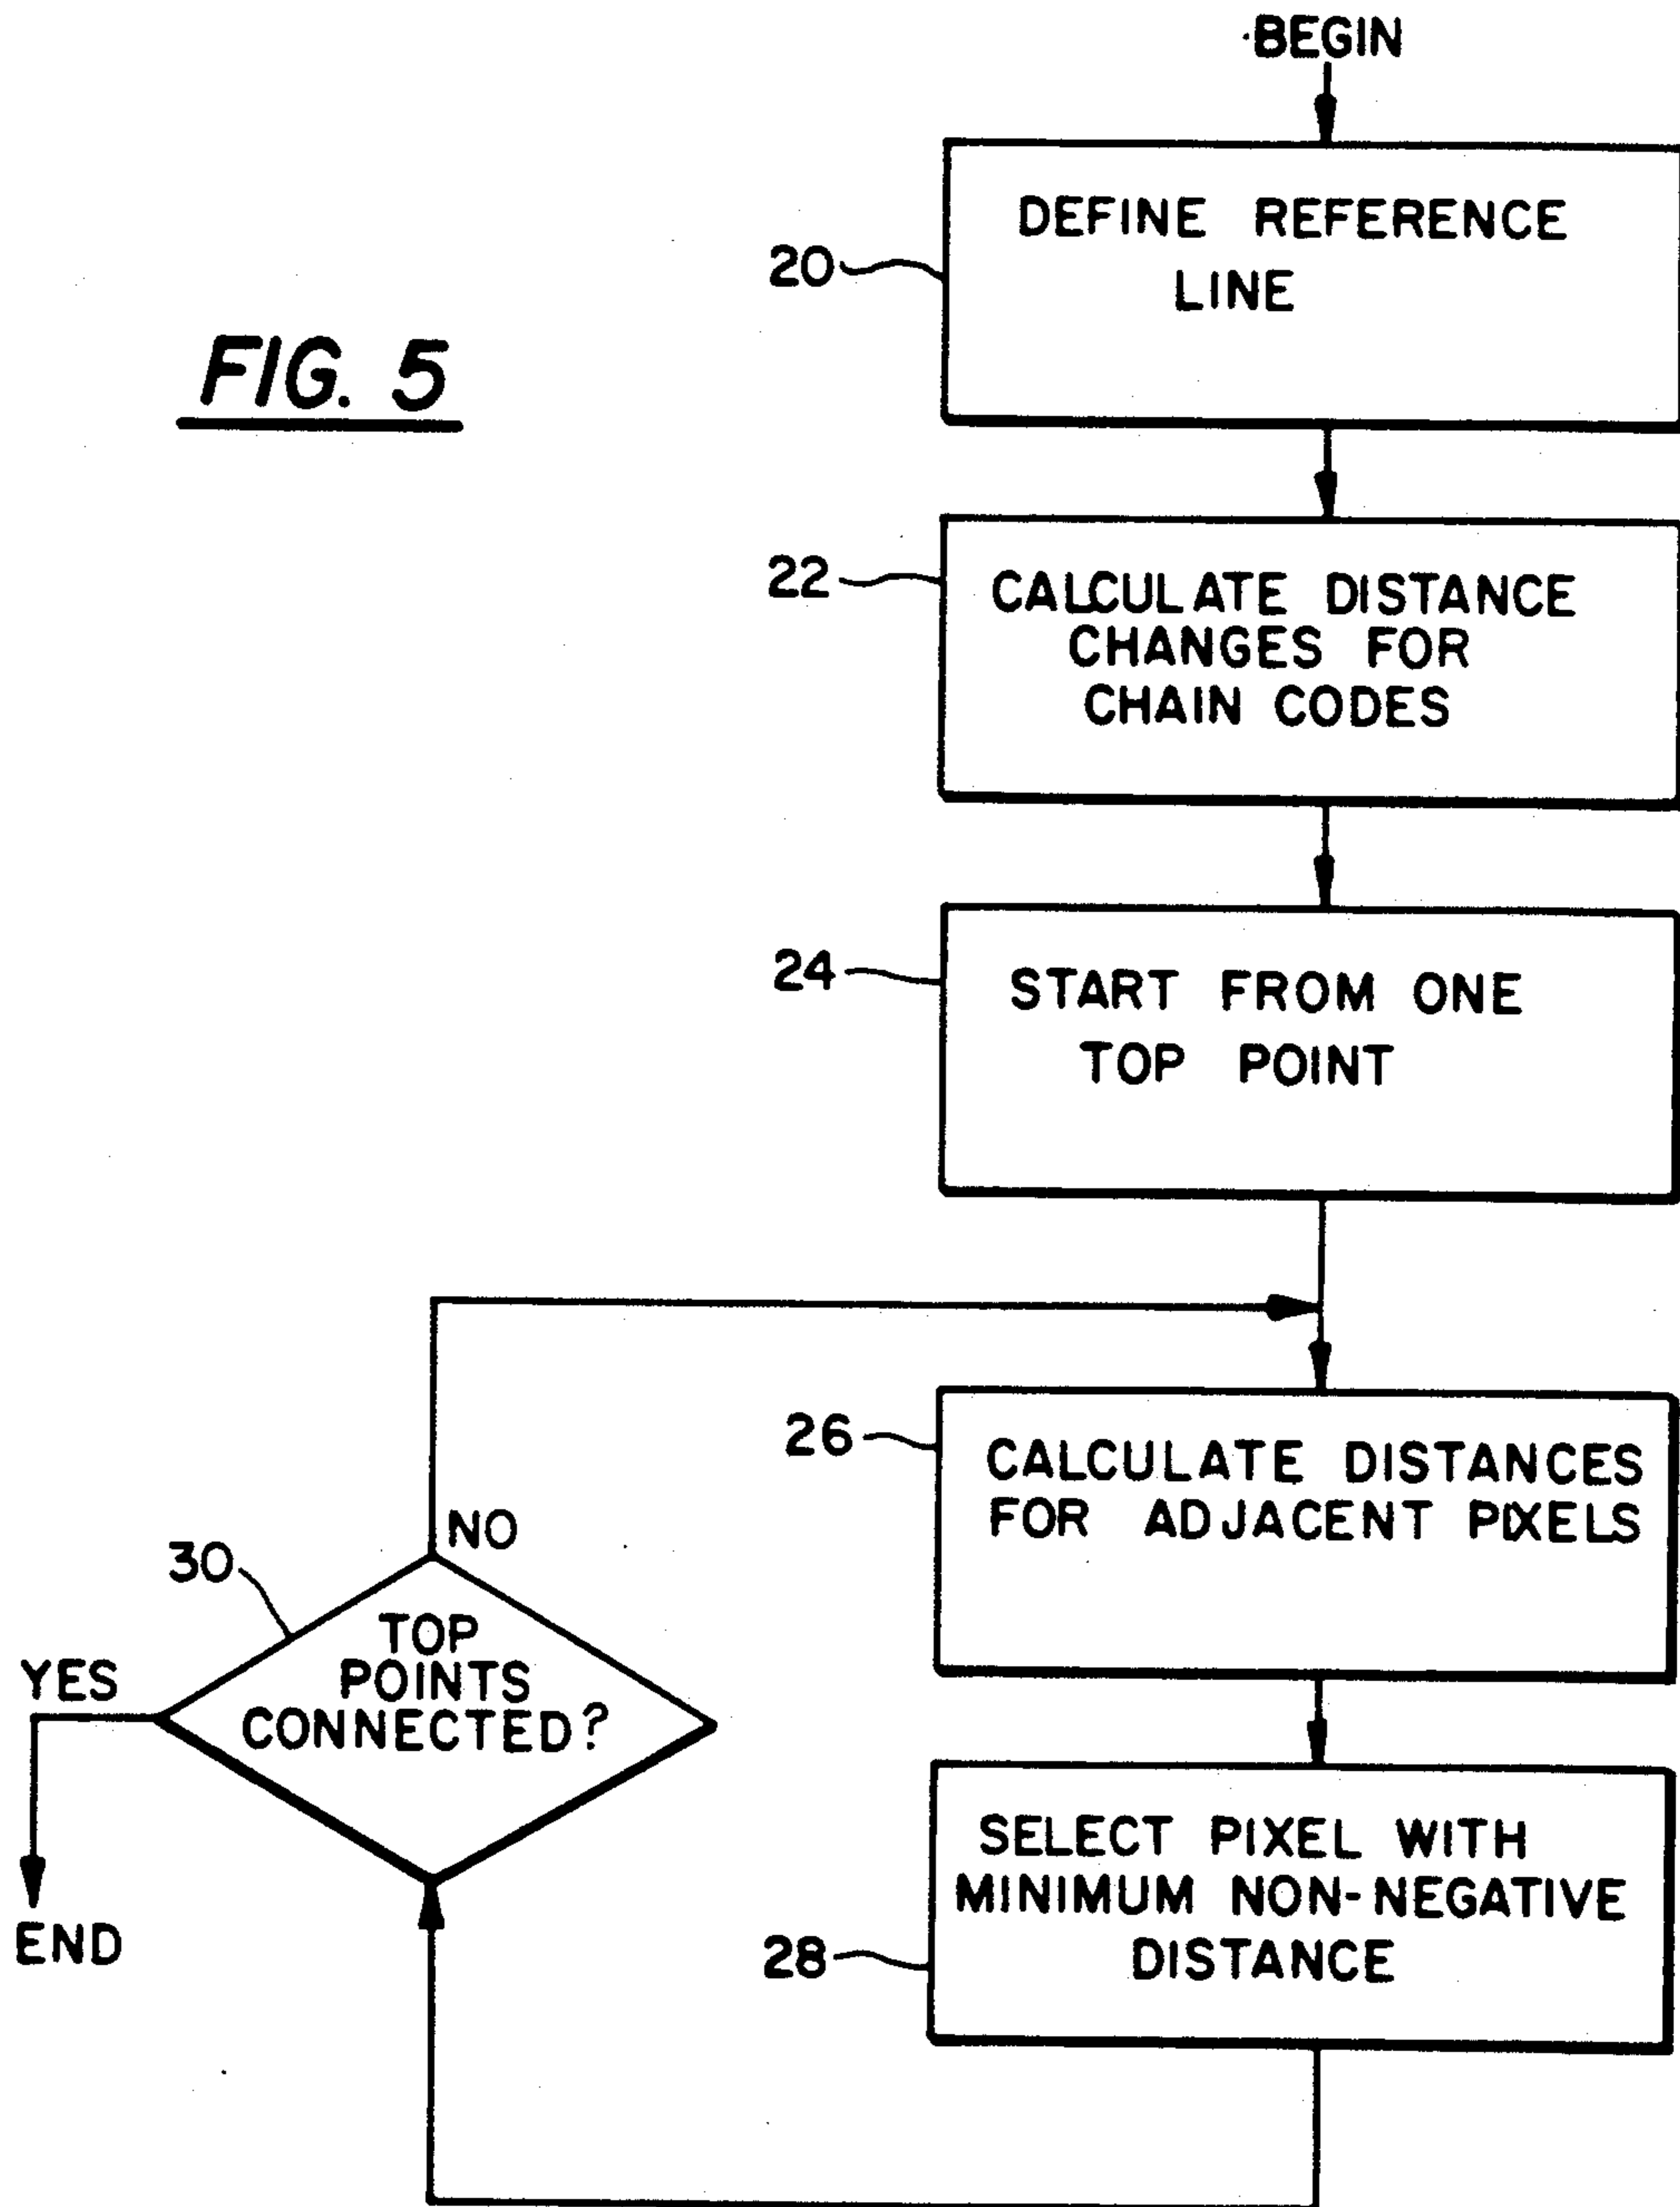 BEGIN
DEFINE REFERENCE
LINE
20
FIG. 5
22
CALCULATE DISTANCE
CHANGES FOR
CHAIN CODES
24
START FROM ONE
TOP POINT
26
CALCULATE DISTANCES
FOR ADJACENT PIXELS
NO
30
TOP
POINTS
CONNECTED?
YES
END
28
SELECT PIXEL WITH
MINIMUM NON-NEGATIVE
DISTANCE